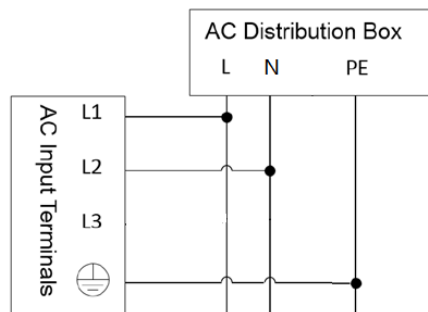 AC Distribution Box
L N PE
AC Input Terminals
L1
L2
L3